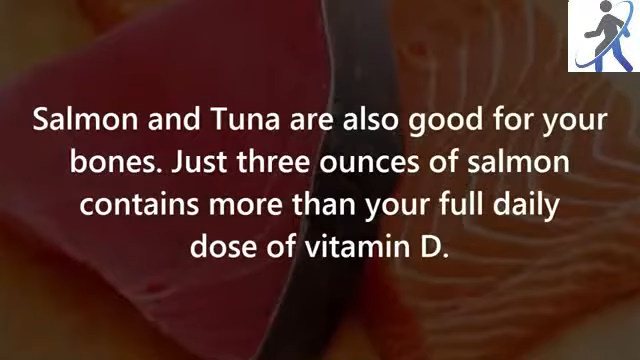 Salmon and Tuna are also good for your
bones. Just three ounces of salmon
contains more than your full daily
dose of vitamin D.